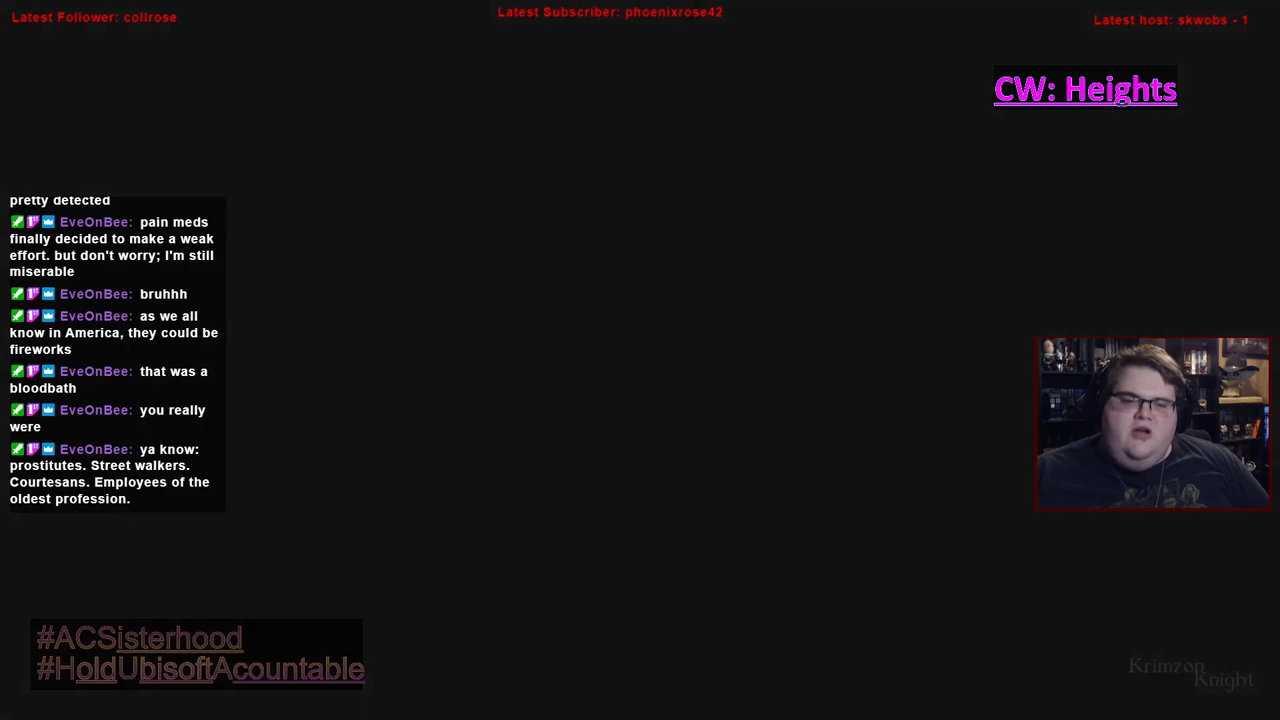 Latest Follower: collrose
Latest Subscriber: phoenixrose42
Latest host: skwobs - 1
CW: Heights
pretty detected
EveOnBee: pain meds
finally decided to make a weak
effort. but don't worry; I'm still
miserable
EveOnBee: bruhhh
EveOnBee: as we all
know in America, they could be
fireworks
EveOnBee: that was a
bloodbath
EveOnBee: you really
were
EveOnBee: ya know:
prostitutes. Street walkers.
Courtesans. Employees of the
oldest profession.
#ACSisterhood
#HoldUbisoftAcountable
Krimzon
Knight